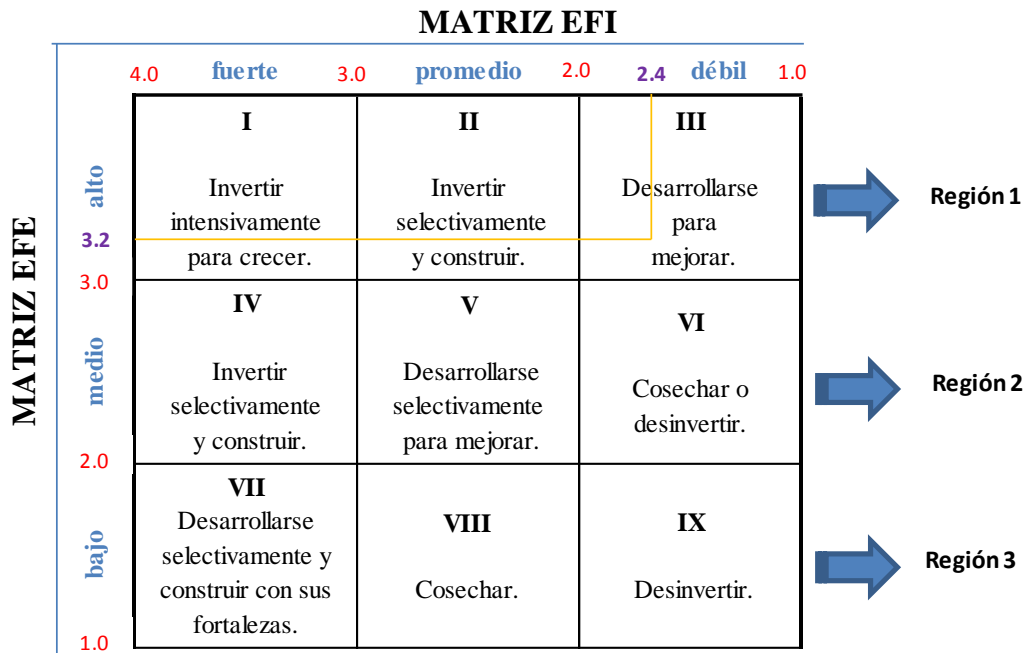 MATRIZ EFI
4.0 fuerte 3.0 promedio 2.0 2.4 débil 1.0
MATRIZ EFE
alto
3.2
3.0
medio
2.0
bajo
1.0
I
Invertir
intensivamente
para crecer.
II
Invertir
selectivamente
y construir.
III
Desarrollarse
para
mejorar.
Región 1
IV
Invertir
selectivamente
y construir.
V
Desarrollarse
selectivamente
para mejorar.
VI
Cosechar o
desinvertir.
Región 2
VII
Desarrollarse
selectivamente y
construir con sus
fortalezas.
VIII
Cosechar.
IX
Desinvertir.
Región 3